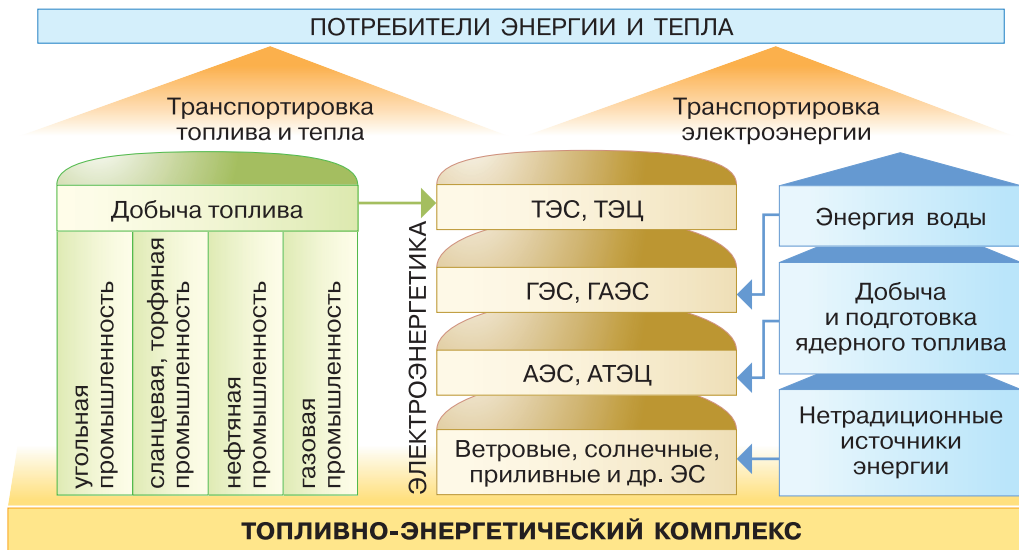 ПОТРЕБИТЕЛИ ЭНЕРГИИ И ТЕПЛА
Транспортировка
топлива и тепла
Транспортировка
электроэнергии
Добыча топлива
угольная
промышленность
сланцевая, торфяная
промышленность
нефтяная
промышленность
газовая
промышленность
ЭЛЕКТРОЭНЕРГЕТИКА
ТЭС, ТЭЦ
ГЭС, ГАЭС
АЭС, АТЭЦ
Ветровые, солнечные,
приливные и др. ЭС
Энергия воды
Добыча
и подготовка
ядерного топлива
Нетрадиционные
источники
энергии
ТОПЛИВНО-ЭНЕРГЕТИЧЕСКИЙ КОМПЛЕКС